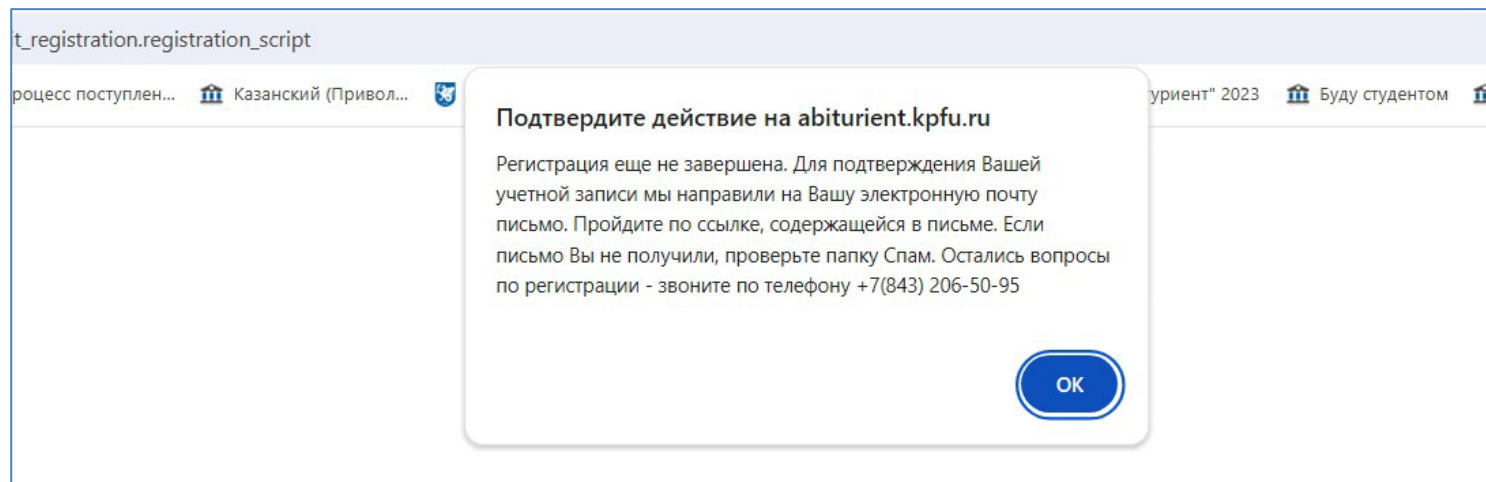 t_registration.registration_script
роцесс поступлен... Казанский (Привол... уриент" 2023 Буду студентом
Подтвердите действие на abiturient.kpfu.ru
Регистрация еще не завершена. Для подтверждения Вашей
учетной записи мы направили на Вашу электронную почту
письмо. Пройдите по ссылке, содержащейся в письме. Если
письмо Вы не получили, проверьте папку Спам. Остались вопросы
по регистрации - звоните по телефону +7(843) 206-50-95
ОК